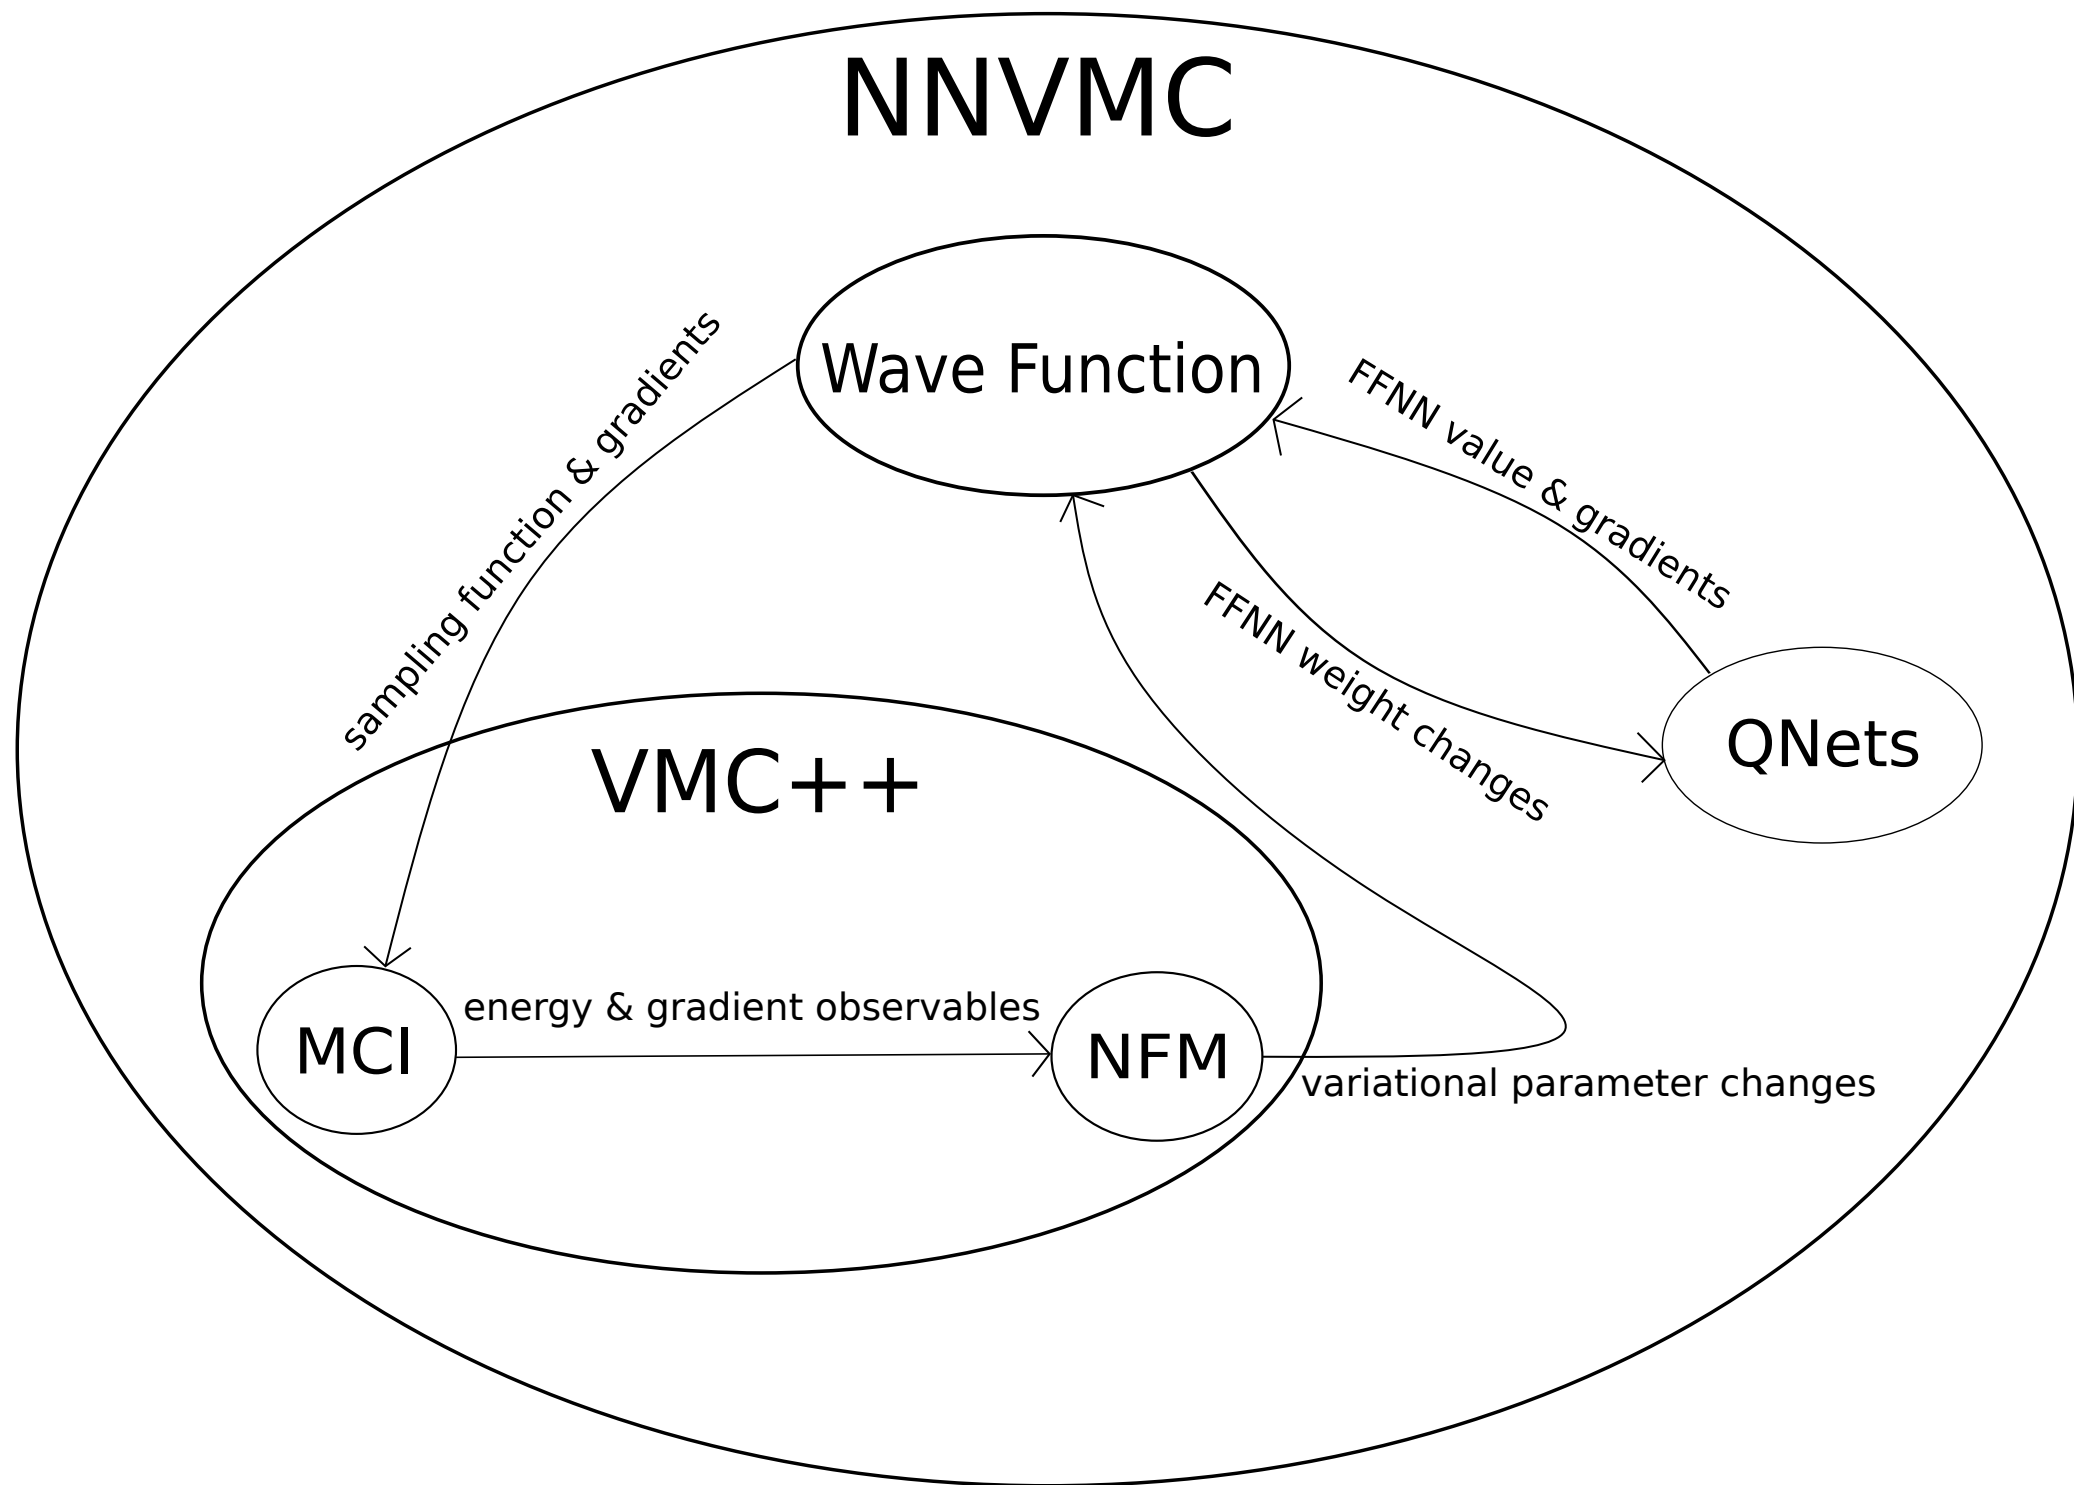 NNVMC
Wave Function
sampling function & gradients
FFNN value & gradients
FFNN weight changes
QNets
VMC++
MCI
energy & gradient observables
NFM
variational parameter changes